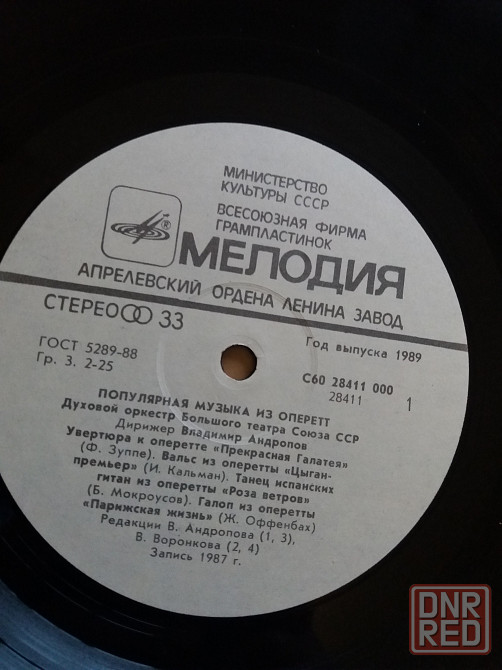 МИНИСТЕРСТВО
КУЛЬТУРЫ СССР
ВСЕСОЮЗНАЯ ФИРМА
ГРАМПЛАСТИНОК
®
МЕЛОДИЯ
АПРЕЛЕВСКИЙ ОРДЕНА ЛЕНИНА ЗАВОД
СТЕРЕО 33
Год выпуска 1989
ГОСТ 5289-88
Гр. 3. 2-25
С60 28411 000
28411
1
ПОПУЛЯРНАЯ МУЗЫКА ИЗ ОПЕРЕТТ
Духовой оркестр Большого театра Союза ССР
Дирижер Владимир Андропов
Увертюра к оперетте «Прекрасная Галатея»
(Ф. Зуппе). Вальс из оперетты «Цыган-
премьер» (И. Кальман). Танец испанских
гитан из оперетты «Роза ветров»
(Б. Мокроусов). Галоп из оперетты
«Парижская жизнь» (Ж. Оффенбах)
Редакции В. Андропова (1, 3),
В. Воронкова (2, 4)
Запись 1987 г.
DNR
RED